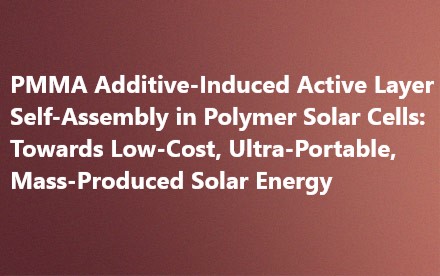 PMMA Additive-Induced Active Layer
Self-Assembly in Polymer Solar Cells:
Towards Low-Cost, Ultra-Portable,
Mass-Produced Solar Energy